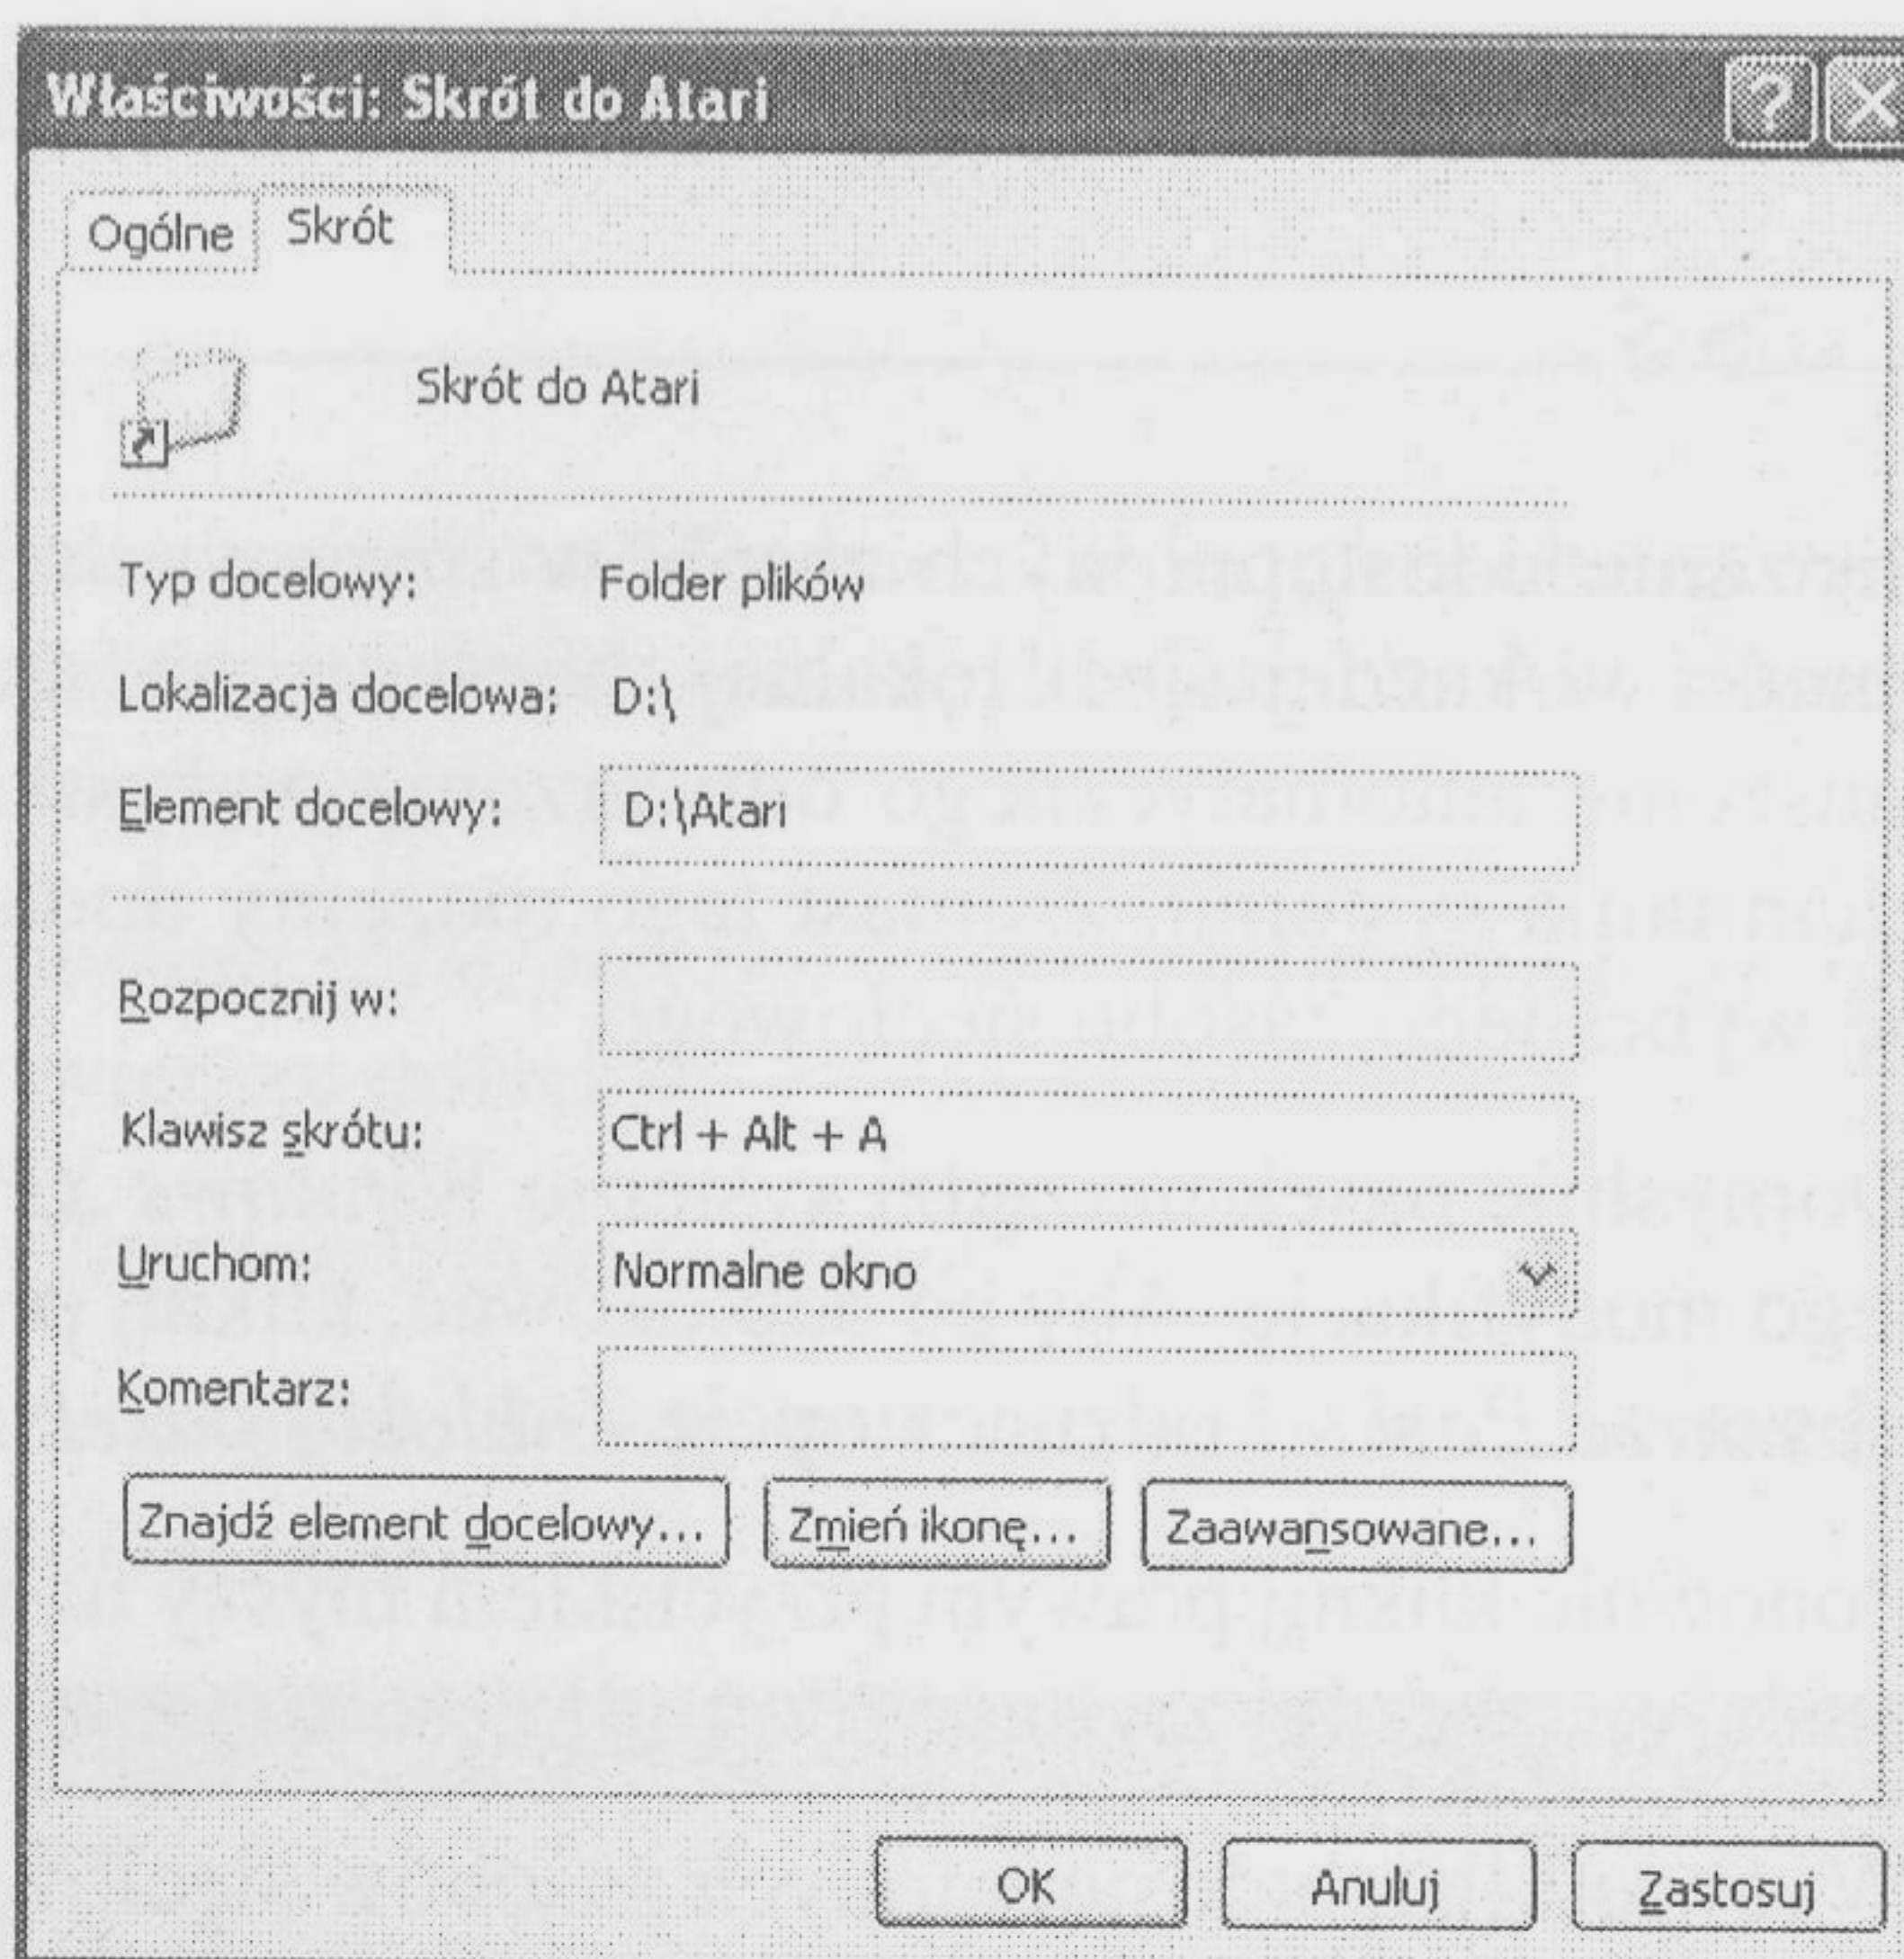 Właściwości: Skrót do Atari
Ogólne Skrót
Skrót do Atari
Typ docelowy: Folder plików
Lokalizacja docelowa: D:\
Element docelowy: D:\Atari
Rozpocznij w:
Klawisz skrótu: Ctrl + Alt + A
Uruchom: Normalne okno
Komentarz:
Znajdź element docelowy... Zmień ikonę... Zaawansowane...
OK Anuluj Zastosuj